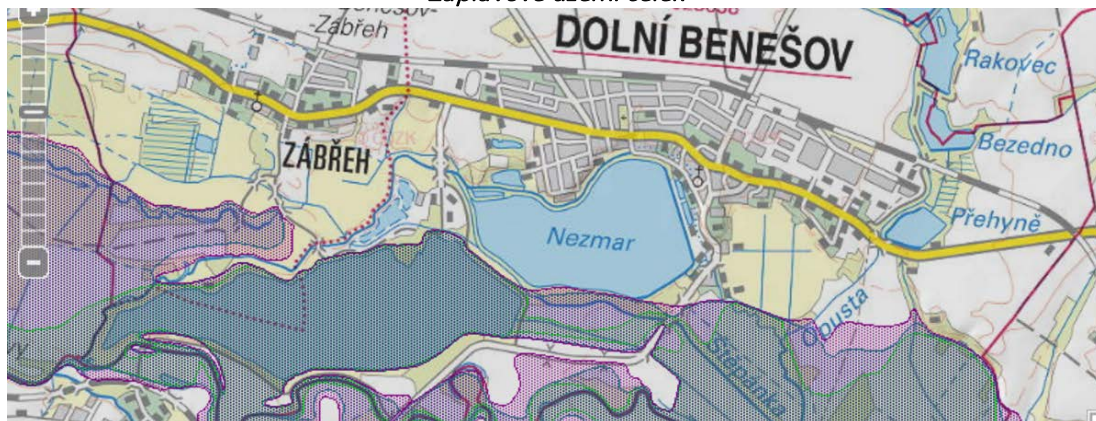 -Zábřeh
DOLNÍ BENEŠOV
Rakovec
Bezedno
ZÁBŘEH
Přehyně
Nezmar
Opusta
Štěpánka